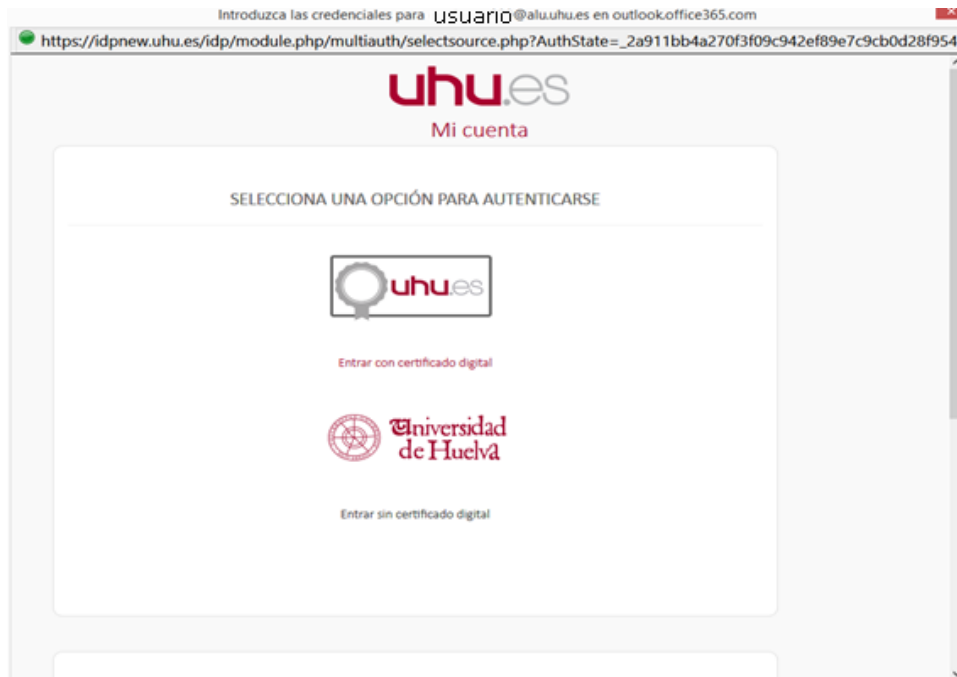 Introduzca las credenciales para usuario@alu.uhu.es en outlook.office365.com
https://idpnew.uhu.es/idp/module.php/multiauth/selectsource.php?AuthState=_2a911bb4a270f3f09c942ef89e7c9cb0d28f954
uhu.es
Mi cuenta
SELECCIONA UNA OPCIÓN PARA AUTENTICARSE
uhu.es
Entrar con certificado digital
Universidad
de Huelva
Entrar sin certificado digital